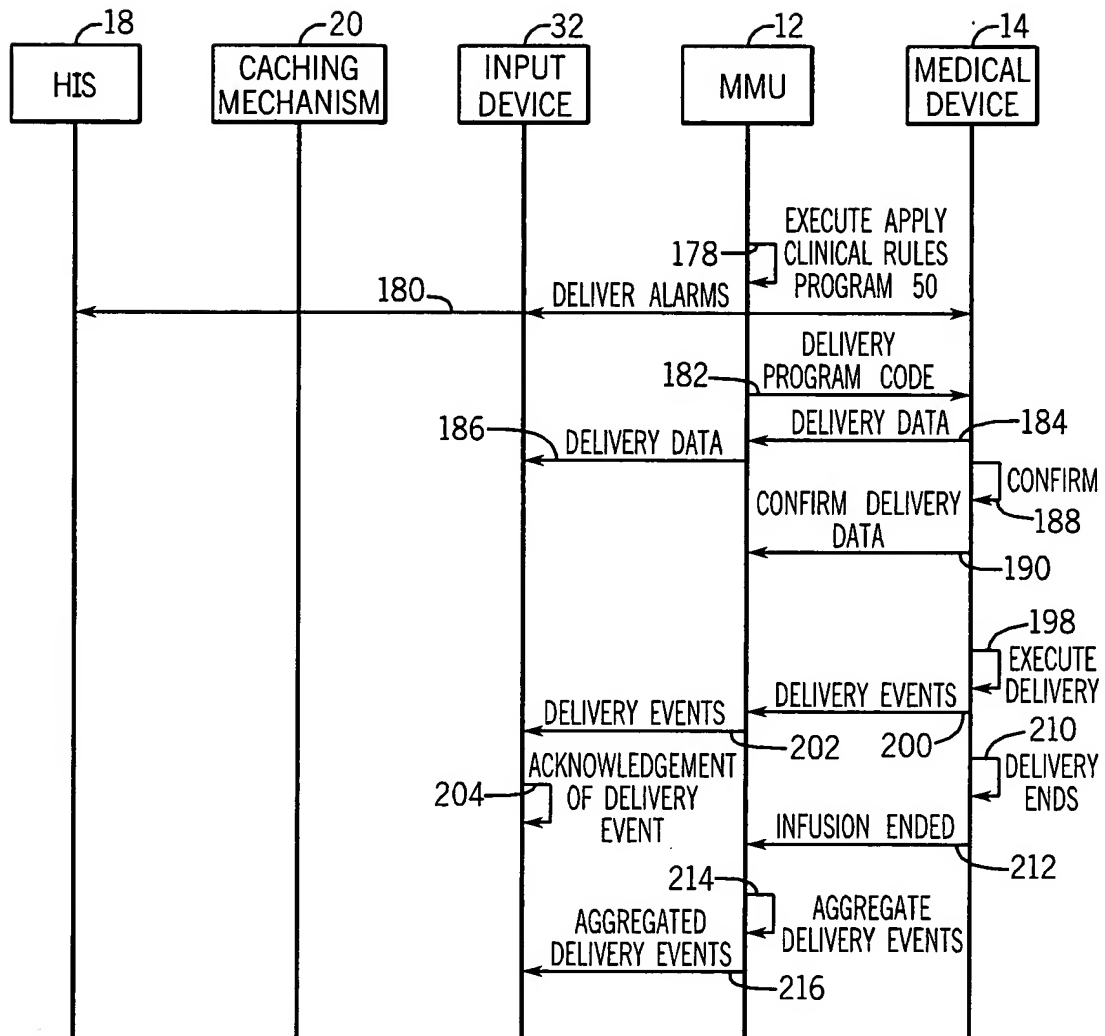 18
20
32
12
14
HIS
CACHING
MECHANISM
INPUT
DEVICE
MMU
MEDICAL
DEVICE
178
EXECUTE APPLY
CLINICAL RULES
PROGRAM 50
180
DELIVER ALARMS
182
DELIVERY
PROGRAM CODE
184
DELIVERY DATA
186
DELIVERY DATA
CONFIRM
188
CONFIRM DELIVERY
DATA
190
198
EXECUTE
DELIVERY
DELIVERY EVENTS
200
DELIVERY EVENTS
202
210
DELIVERY
ENDS
204
ACKNOWLEDGEMENT
OF DELIVERY
EVENT
INFUSION ENDED
212
214
AGGREGATE
DELIVERY EVENTS
AGGREGATED
DELIVERY EVENTS
216